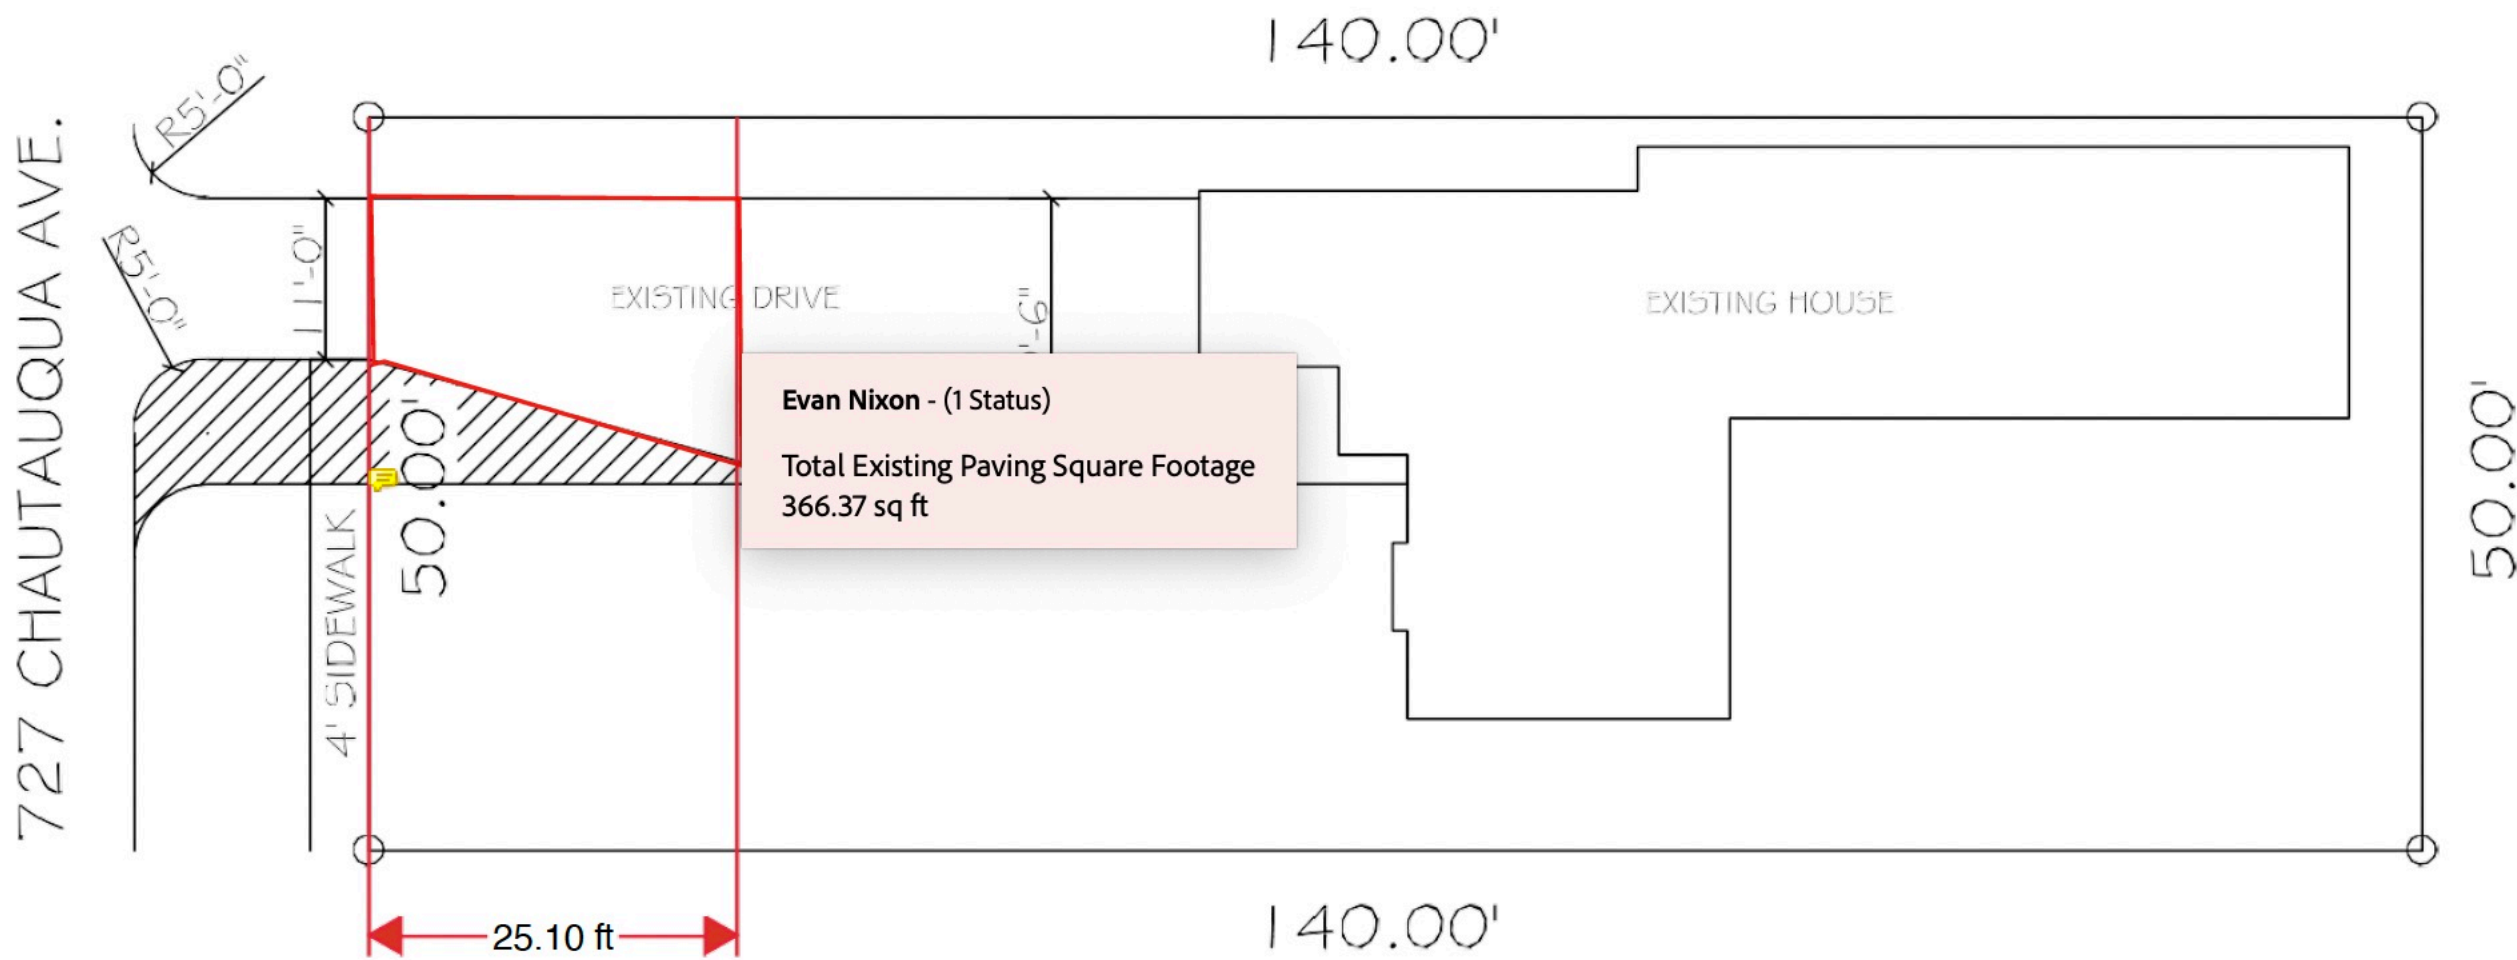 140.00'
R5'-0"
727 CHAUTAUQUA AVE.
R5'-0"
11'-0"
EXISTING DRIVE
'-6"
EXISTING HOUSE
Evan Nixon - (1 Status)
Total Existing Paving Square Footage
366.37 sq ft
50.00'
50.00'
4' SIDEWALK
25.10 ft
140.00'